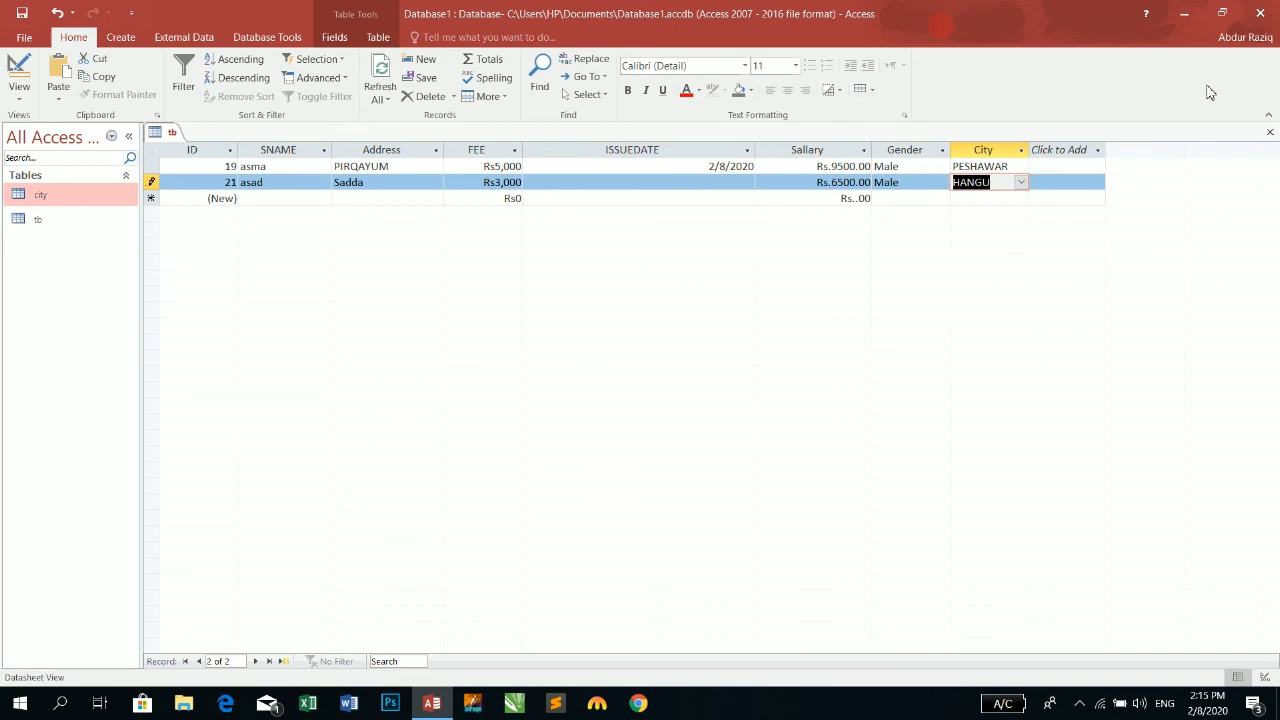 Table Tools
Database1 : Database- C:\Users\HP\Documents\Database1.accdb (Access 2007 - 2016 file format) - Access
?
File Home Create External Data Database Tools Fields Table Tell me what you want to do...
Abdur Raziq
View
Views
Paste
Cut
Copy
Format Painter
Clipboard
Filter
Ascending
Descending
Remove Sort
Selection
Advanced
Toggle Filter
Sort & Filter
Refresh
All
New
Save
Delete
Totals
Spelling
More
Records
Find
Replace
Go To
Select
Find
Calibri (Detail) 11
B I U A
Text Formatting
All Access ...
Search...
Tables
city
tb
tb
ID SNAME Address FEE ISSUEDATE Sallary Gender City Click to Add
19 asma PIRQAYUM Rs5,000 2/8/2020 Rs.9500.00 Male PESHAWAR
21 asad Sadda Rs3,000 Rs.6500.00 Male HANGU
(New) Rs0 Rs..00
Record: 2 of 2 No Filter Search
Datasheet View
A/C ENG
2:15 PM
2/8/2020
3